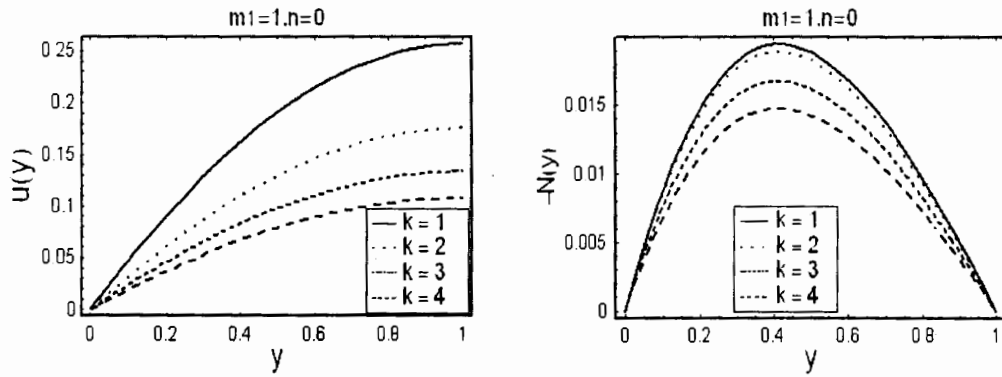 m1=1.n=0
0.25
0.2
0.15
0.1
0.05
0
u(y)
k = 1
k = 2
k = 3
k = 4
0 0.2 0.4 0.6 0.8 1
y
m1=1.n=0
0.015
0.01
0.005
0
-N(y)
k = 1
k = 2
k = 3
k = 4
0 0.2 0.4 0.6 0.8 1
y